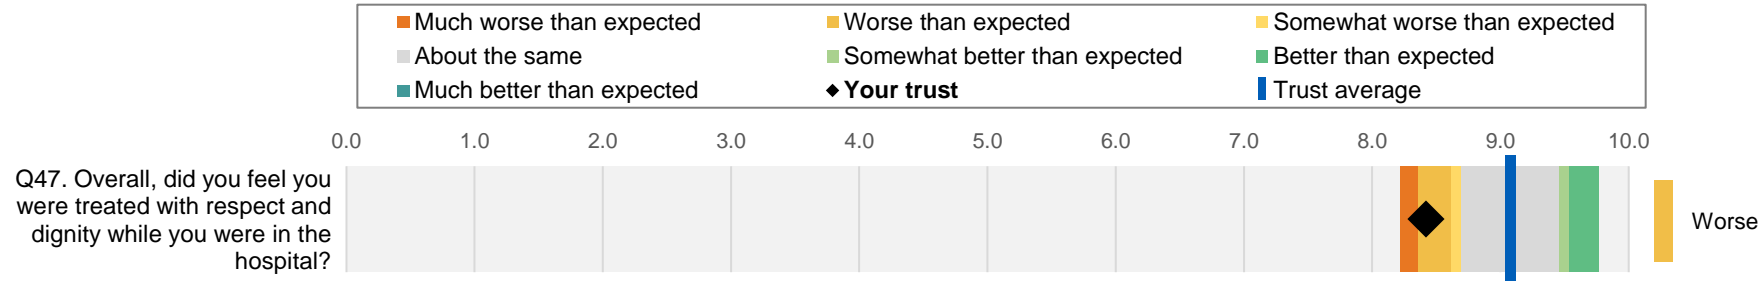 Much worse than expected
Worse than expected
Somewhat worse than expected
About the same
Somewhat better than expected
Better than expected
Much better than expected
Your trust
Trust average
0.0 1.0 2.0 3.0 4.0 5.0 6.0 7.0 8.0 9.0 10.0
Q47. Overall, did you feel you
were treated with respect and
dignity while you were in the
hospital?
Worse